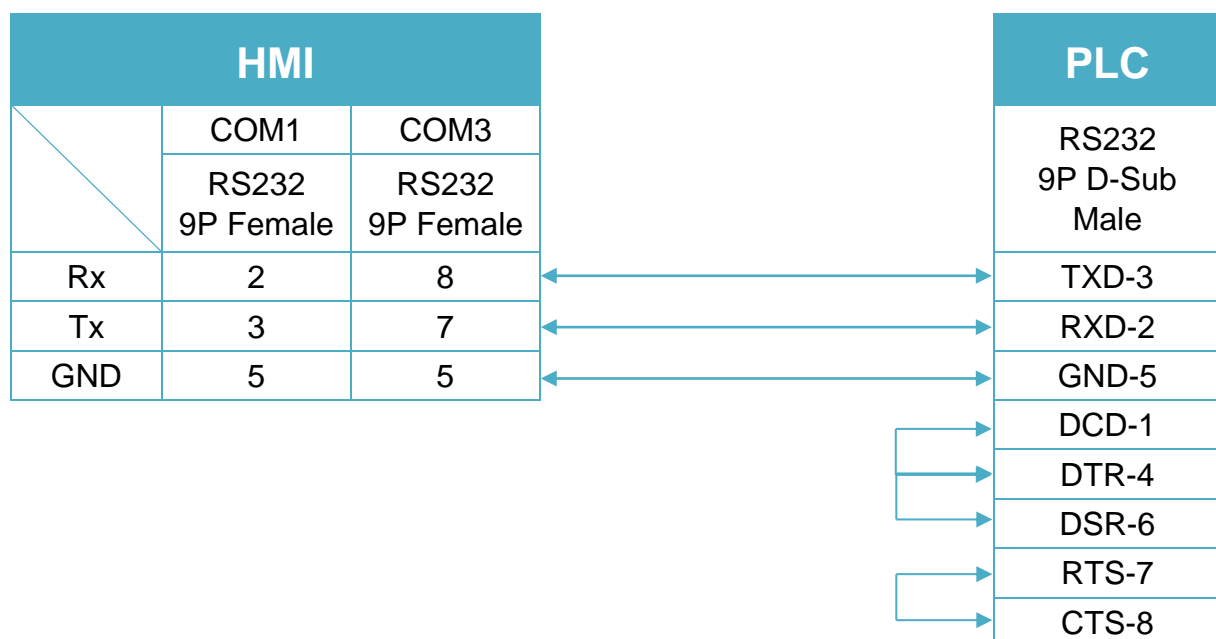 HMI
PLC
COM1 COM3
RS232
9P Female
RS232
9P Female
RS232
9P D-Sub
Male
Rx 2 8 TXD-3
Tx 3 7 RXD-2
GND 5 5 GND-5
DCD-1
DTR-4
DSR-6
RTS-7
CTS-8